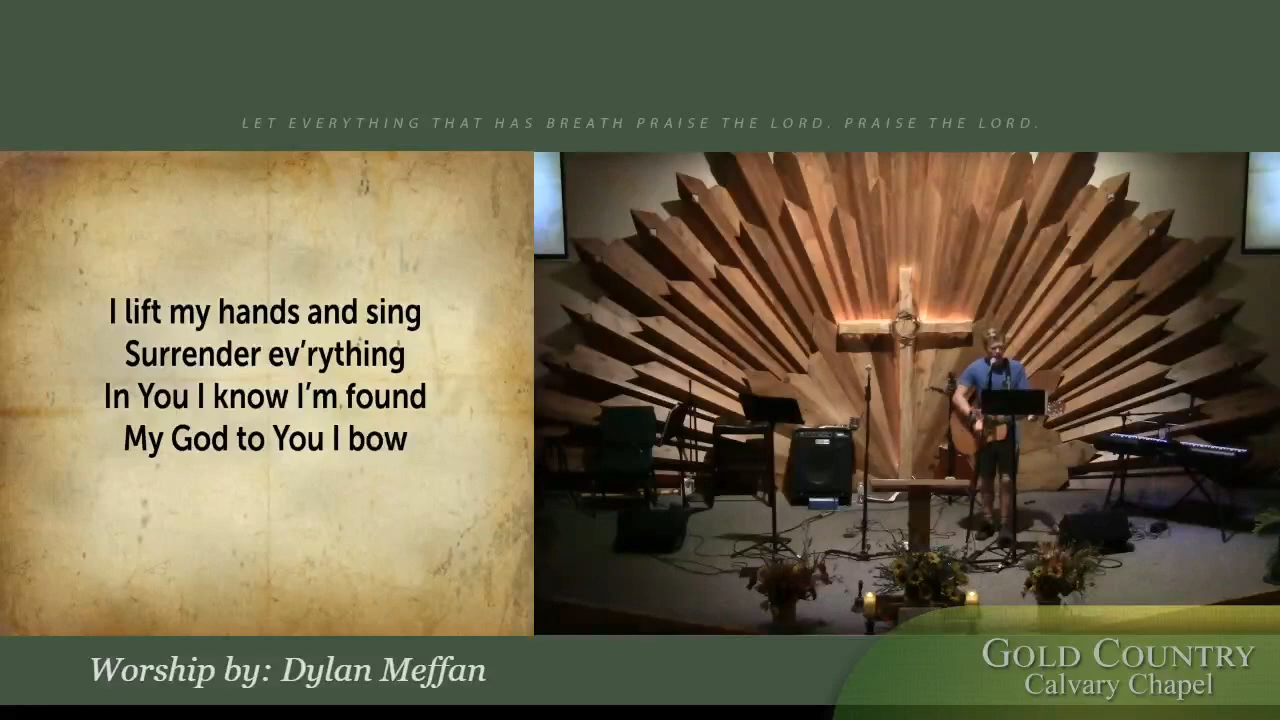 LET EVERYTHING THAT HAS BREATH PRAISE THE LORD. PRAISE THE LORD.
I lift my hands and sing
Surrender ev'rything
In You I know I'm found
My God to You I bow
Worship by: Dylan Meffan
GOLD COUNTRY
Calvary Chapel